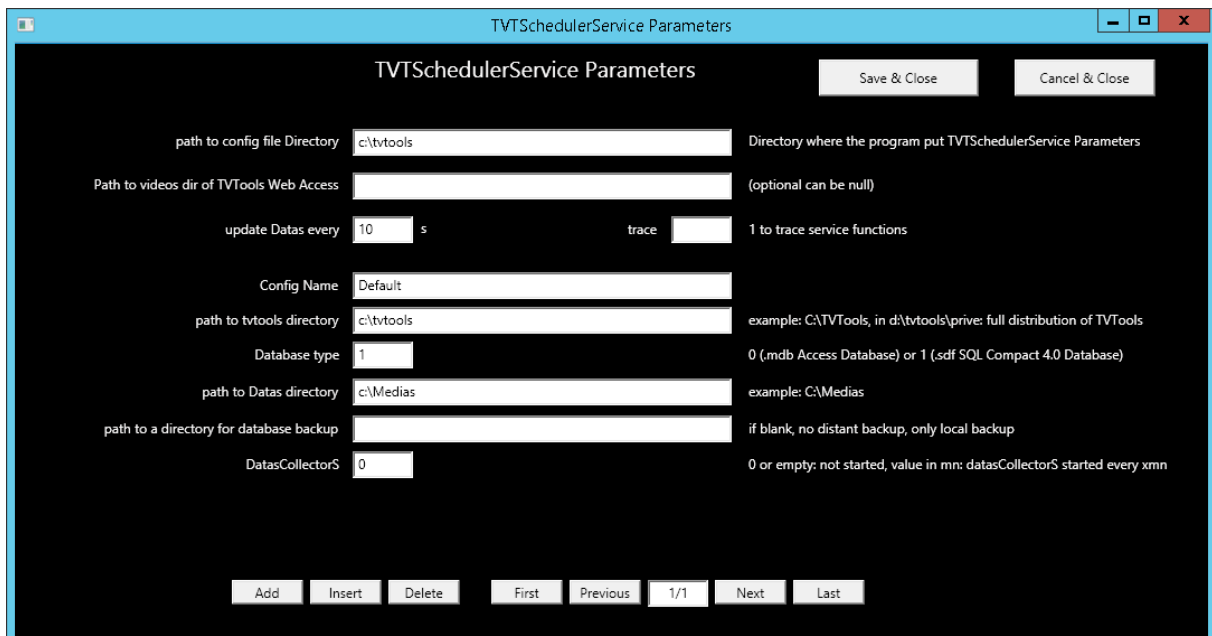 TVTSchedulerService Parameters
TVTSchedulerService Parameters
Save & Close
Cancel & Close
path to config file Directory c:\tvtools Directory where the program put TVTSchedulerService Parameters
Path to videos dir of TVTools Web Access (optional can be null)
update Datas every 10 s trace 1 to trace service functions
Config Name Default
path to tvtools directory c:\tvtools example: C:\TVTools, in d:\tvtools\prive: full distribution of TVTools
Database type 1 0 (.mdb Access Database) or 1 (.sdf SQL Compact 4.0 Database)
path to Datas directory c:\Medias example: C:\Medias
path to a directory for database backup if blank, no distant backup, only local backup
DatasCollectorS 0 0 or empty: not started, value in mn: datasCollectorS started every xmn
Add Insert Delete First Previous 1/1 Next Last